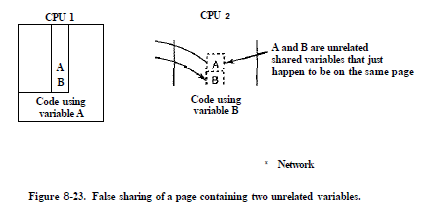 CPU 1
CPU 2
A
B
Code using
variable A
A
B
Code using
variable B
A and B are unrelated
shared variables that just
happen to be on the same page
* Network
Figure 8-23. False sharing of a page containing two unrelated variables.